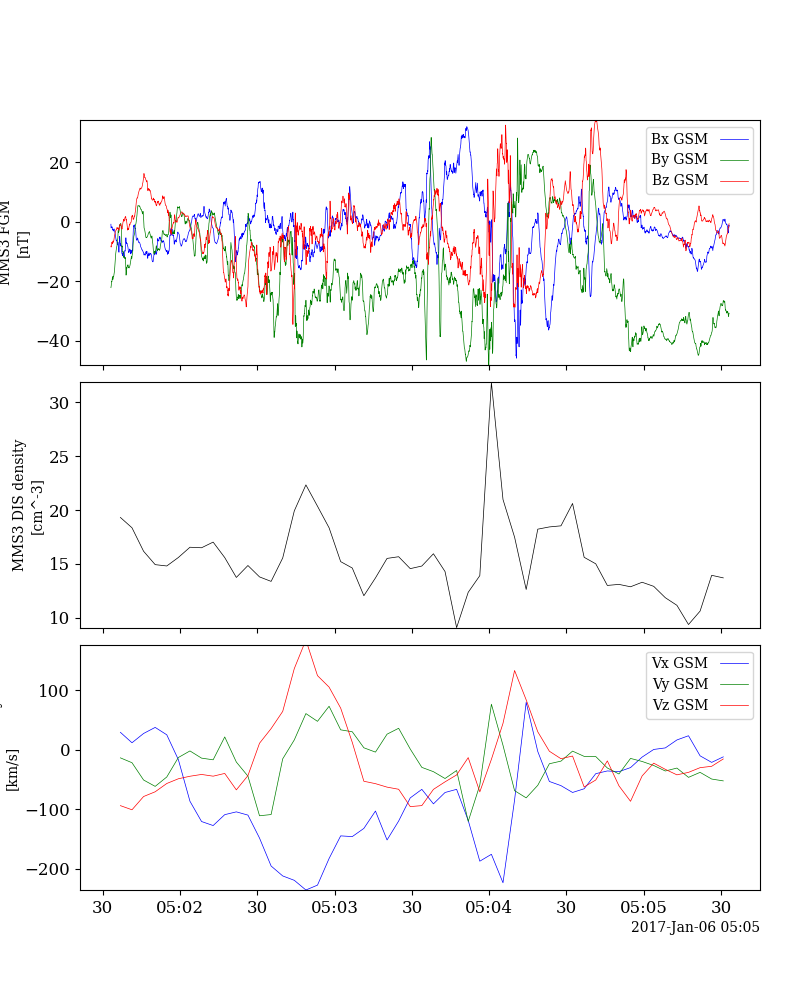 MMS3 FGM
[nT]
20
0
−20
−40
Bx GSM
By GSM
Bz GSM
MMS3 DIS density
[cm^-3]
30
25
20
15
10
[km/s]
100
0
−100
−200
Vx GSM
Vy GSM
Vz GSM
30 05:02 30 05:03 30 05:04 30 05:05 30
2017-Jan-06 05:05